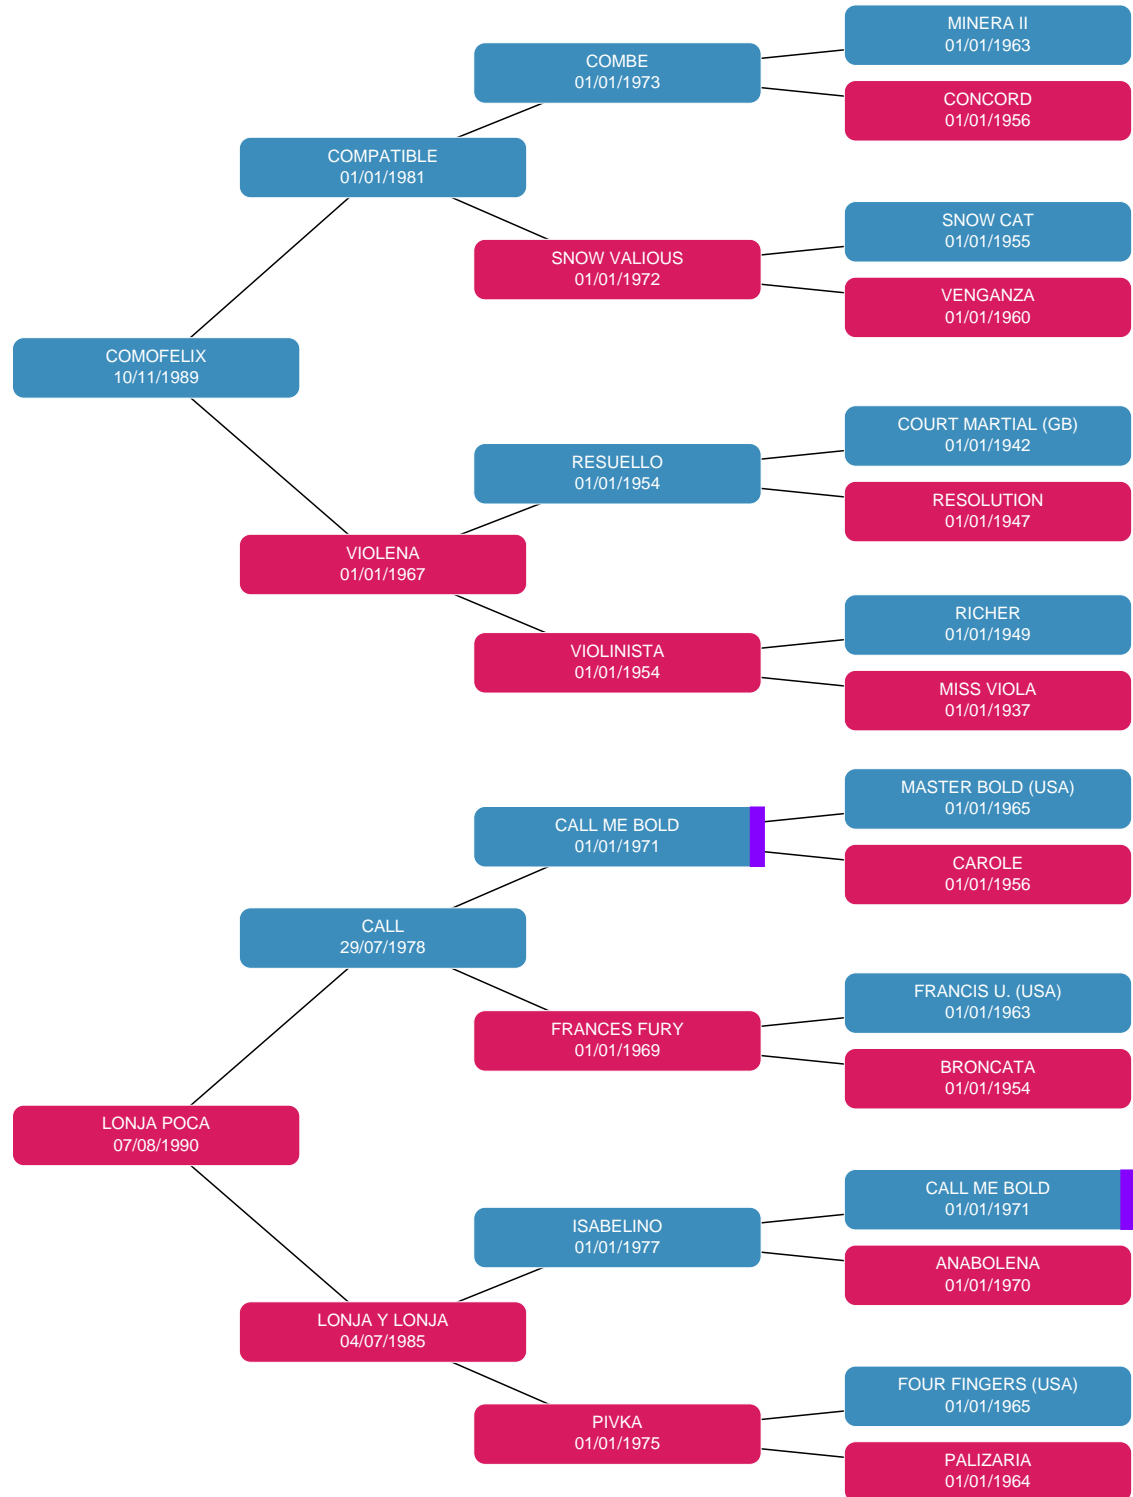 MINERA II
01/01/1963
COMBE
01/01/1973
CONCORD
01/01/1956
COMPATIBLE
01/01/1981
SNOW CAT
01/01/1955
SNOW VALIOUS
01/01/1972
VENGANZA
01/01/1960
COMOFELIX
10/11/1989
COURT MARTIAL (GB)
01/01/1942
RESUELLO
01/01/1954
RESOLUTION
01/01/1947
VIOLENA
01/01/1967
RICHER
01/01/1949
VIOLINISTA
01/01/1954
MISS VIOLA
01/01/1937
MASTER BOLD (USA)
01/01/1965
CALL ME BOLD
01/01/1971
CAROLE
01/01/1956
CALL
29/07/1978
FRANCIS U. (USA)
01/01/1963
FRANCES FURY
01/01/1969
BRONCATA
01/01/1954
LONJA POCA
07/08/1990
CALL ME BOLD
01/01/1971
ISABELINO
01/01/1977
ANABOLENA
01/01/1970
LONJA Y LONJA
04/07/1985
FOUR FINGERS (USA)
01/01/1965
PIVKA
01/01/1975
PALIZARIA
01/01/1964